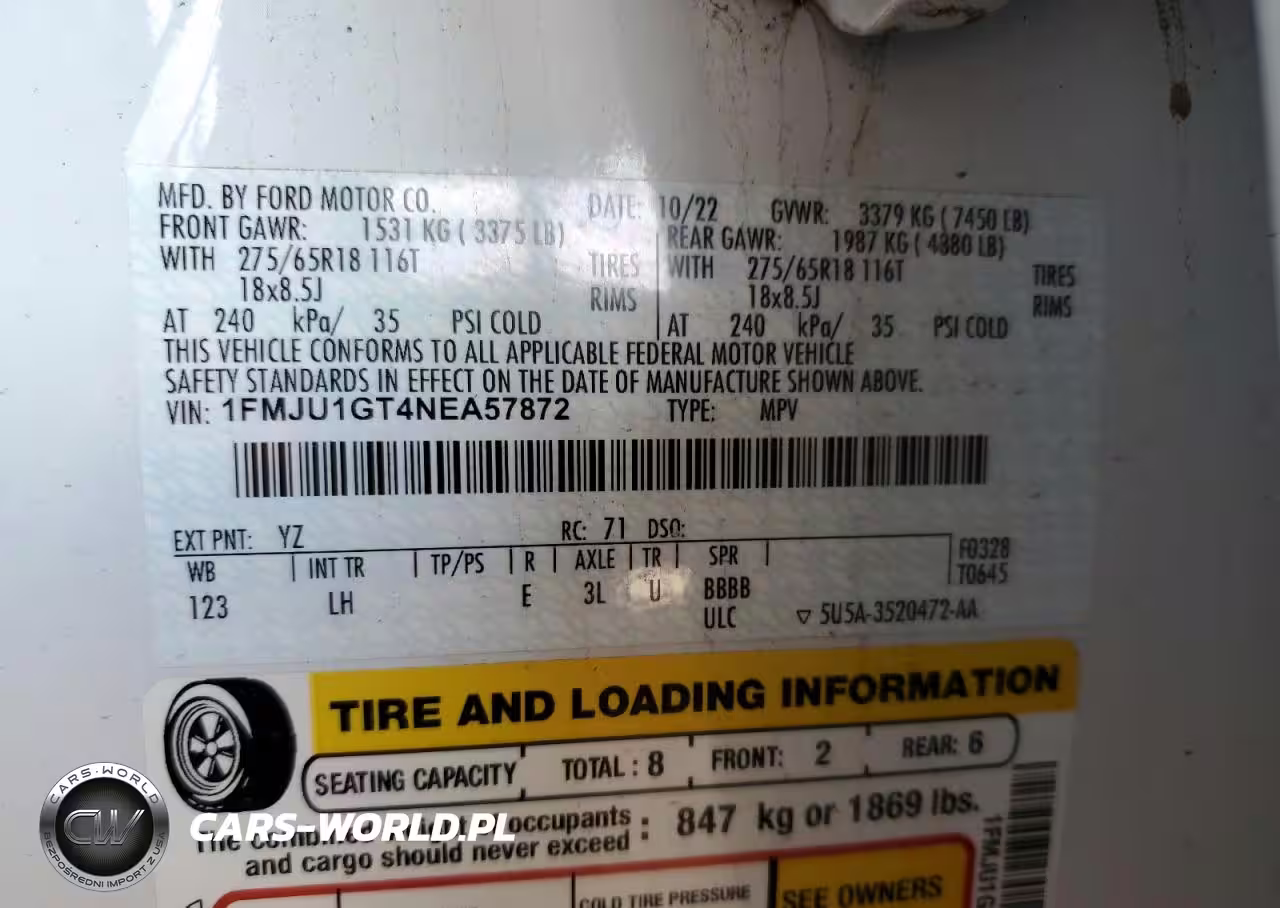 MFD. BY FORD MOTOR CO. DATE: 10/22 GVWR: 3379 KG ( 7450 LB)
FRONT GAWR: 1531 KG ( 3375 LB) REAR GAWR: 1987 KG ( 4380 LB)
WITH 275/65R18 116T TIRES WITH 275/65R18 116T TIRES
18x8.5J RIMS 18x8.5J RIMS
AT 240 kPa/ 35 PSI COLD AT 240 kPa/ 35 PSI COLD
THIS VEHICLE CONFORMS TO ALL APPLICABLE FEDERAL MOTOR VEHICLE
SAFETY STANDARDS IN EFFECT ON THE DATE OF MANUFACTURE SHOWN ABOVE.
VIN: 1FMJU1GT4NEA57872 TYPE: MPV
EXT PNT: YZ RC: 71 DSO:
WB INT TR TP/PS R AXLE TR SPR F0328
T0645
123 LH E 3L U BBBB
ULC ▽ 5U5A-3520472-AA
TIRE AND LOADING INFORMATION
SEATING CAPACITY TOTAL : 8 FRONT: 2 REAR: 6
The occupants : 847 kg or 1869 lbs.
and cargo should never exceed
COLD TIRE PRESSURE SEE OWNERS
1FMJU1G
CARS-WORLD
CW
BEZPOŚREDNI IMPORT Z USA
CARS-WORLD.PL